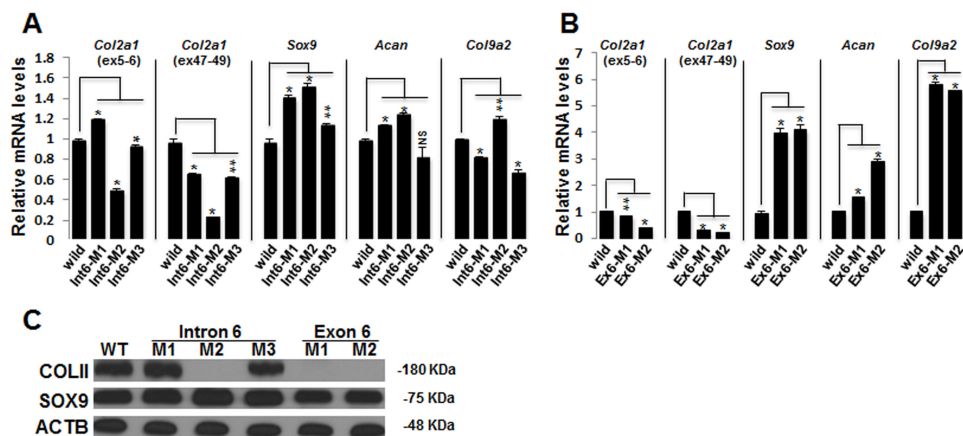 A
Col2a1 (ex5-6)
Col2a1 (ex47-49)
Sox9
Acan
Col9a2
Relative mRNA levels
1.8
1.6
1.4
1.2
1
0.8
0.6
0.4
0.2
0
* * *
* * **
* * **
* * NS
* ** *
wild Int6-M1 Int6-M2 Int6-M3
wild Int6-M1 Int6-M2 Int6-M3
wild Int6-M1 Int6-M2 Int6-M3
wild Int6-M1 Int6-M2 Int6-M3
wild Int6-M1 Int6-M2 Int6-M3
B
Col2a1 (ex5-6)
Col2a1 (ex47-49)
Sox9
Acan
Col9a2
Relative mRNA levels
7
6
5
4
3
2
1
0
** *
* *
* *
* *
* *
wild Ex6-M1 Ex6-M2
wild Ex6-M1 Ex6-M2
wild Ex6-M1 Ex6-M2
wild Ex6-M1 Ex6-M2
wild Ex6-M1 Ex6-M2
C
Intron 6 Exon 6
WT M1 M2 M3 M1 M2
COLII -180 KDa
SOX9 -75 KDa
ACTB -48 KDa